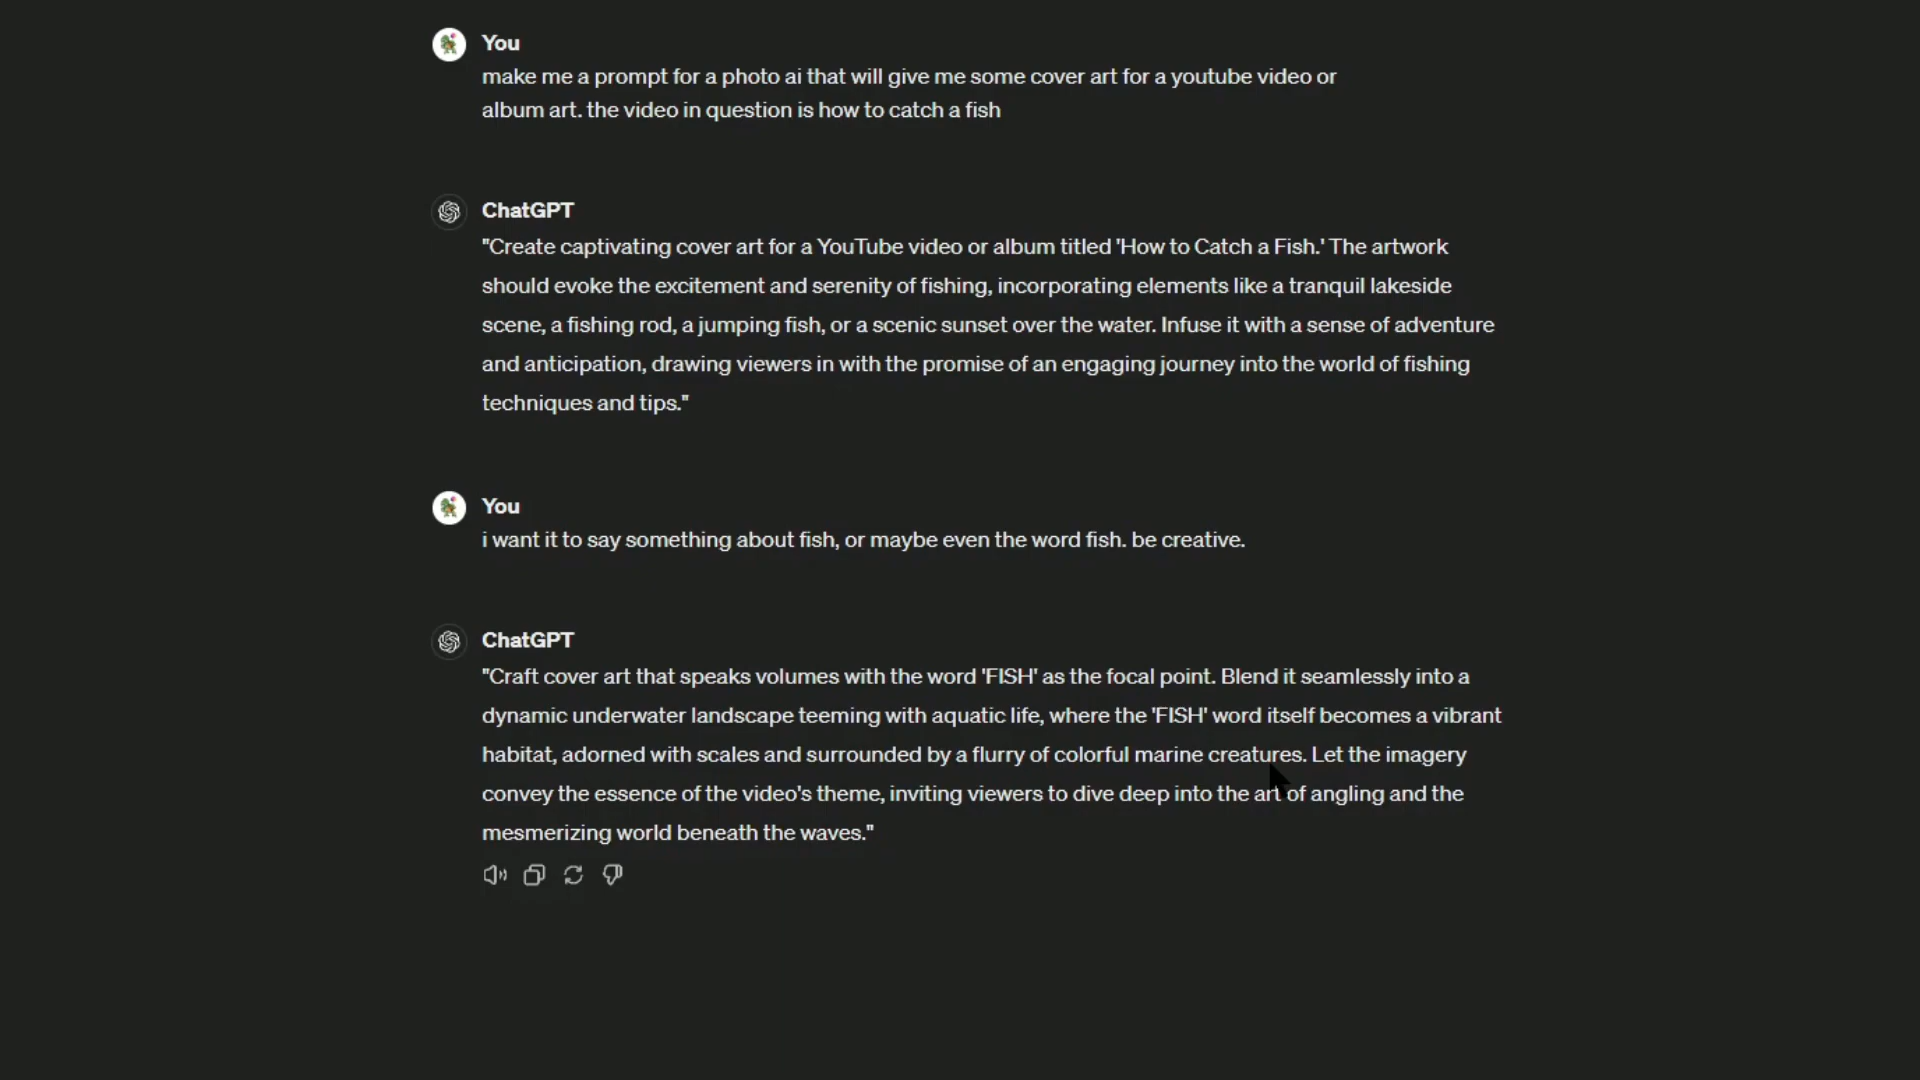 You
make me a prompt for a photo ai that will give me some cover art for a youtube video or
album art. the video in question is how to catch a fish
ChatGPT
"Create captivating cover art for a YouTube video or album titled 'How to Catch a Fish.' The artwork
should evoke the excitement and serenity of fishing, incorporating elements like a tranquil lakeside
scene, a fishing rod, a jumping fish, or a scenic sunset over the water. Infuse it with a sense of adventure
and anticipation, drawing viewers in with the promise of an engaging journey into the world of fishing
techniques and tips."
You
i want it to say something about fish, or maybe even the word fish. be creative.
ChatGPT
"Craft cover art that speaks volumes with the word 'FISH' as the focal point. Blend it seamlessly into a
dynamic underwater landscape teeming with aquatic life, where the 'FISH' word itself becomes a vibrant
habitat, adorned with scales and surrounded by a flurry of colorful marine creatures. Let the imagery
convey the essence of the video's theme, inviting viewers to dive deep into the art of angling and the
mesmerizing world beneath the waves."